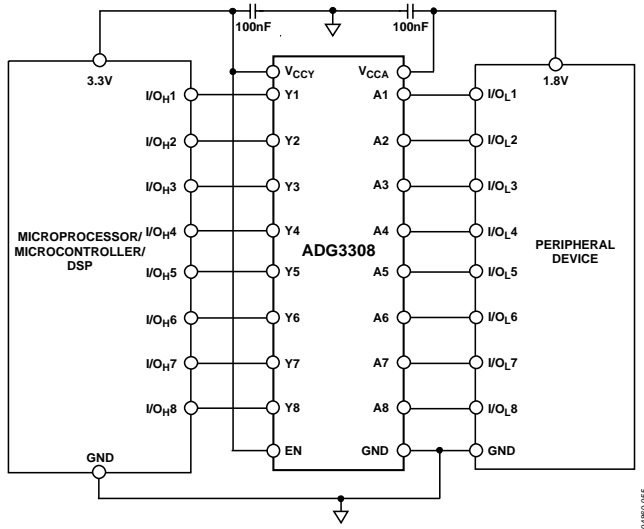 100nF 100nF
3.3V VCCY VCCA 1.8V
I/OH1 Y1 A1 I/OL1
I/OH2 Y2 A2 I/OL2
I/OH3 Y3 A3 I/OL3
I/OH4 Y4 A4 I/OL4
MICROPROCESSOR/
MICROCONTROLLER/
DSP
ADG3308
PERIPHERAL
DEVICE
I/OH5 Y5 A5 I/OL5
I/OH6 Y6 A6 I/OL6
I/OH7 Y7 A7 I/OL7
I/OH8 Y8 A8 I/OL8
GND EN GND GND